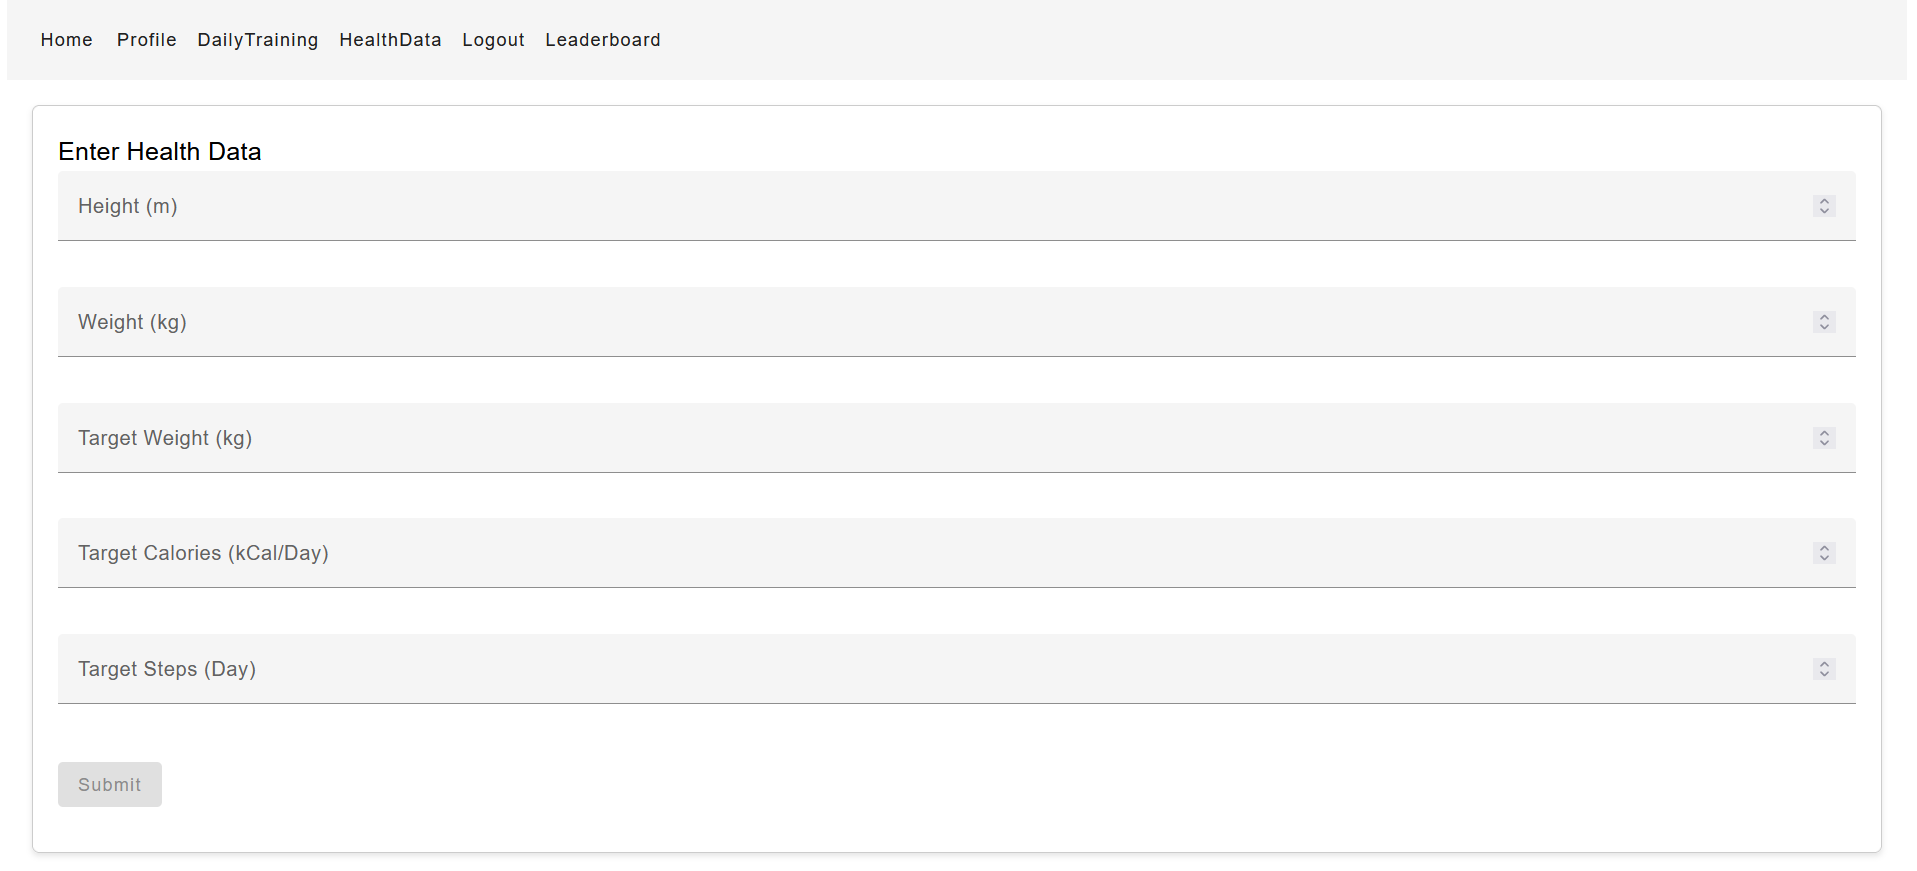 Home Profile DailyTraining HealthData Logout Leaderboard
Enter Health Data
Height (m)
Weight (kg)
Target Weight (kg)
Target Calories (kCal/Day)
Target Steps (Day)
Submit